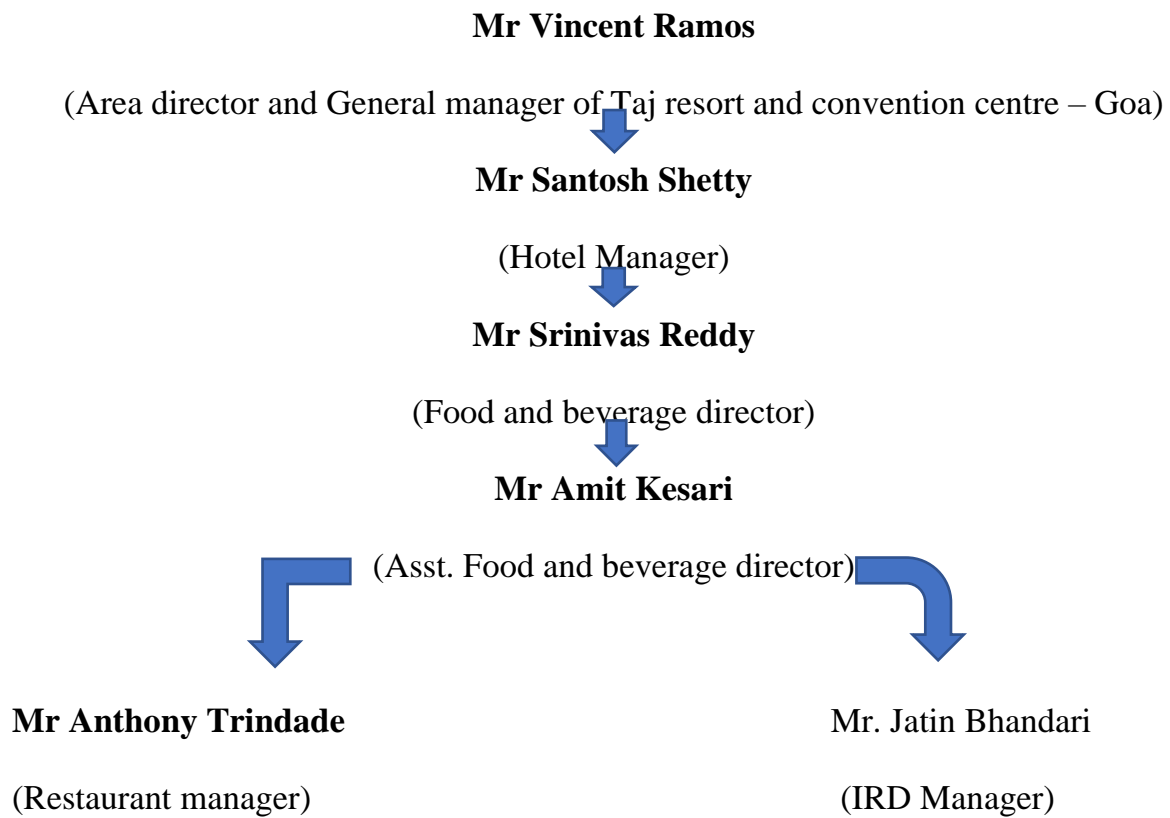 Mr Vincent Ramos
(Area director and General manager of Taj resort and convention centre – Goa)
Mr Santosh Shetty
(Hotel Manager)
Mr Srinivas Reddy
(Food and beverage director)
Mr Amit Kesari
(Asst. Food and beverage director)
Mr Anthony Trindade
Mr. Jatin Bhandari
(Restaurant manager)
(IRD Manager)